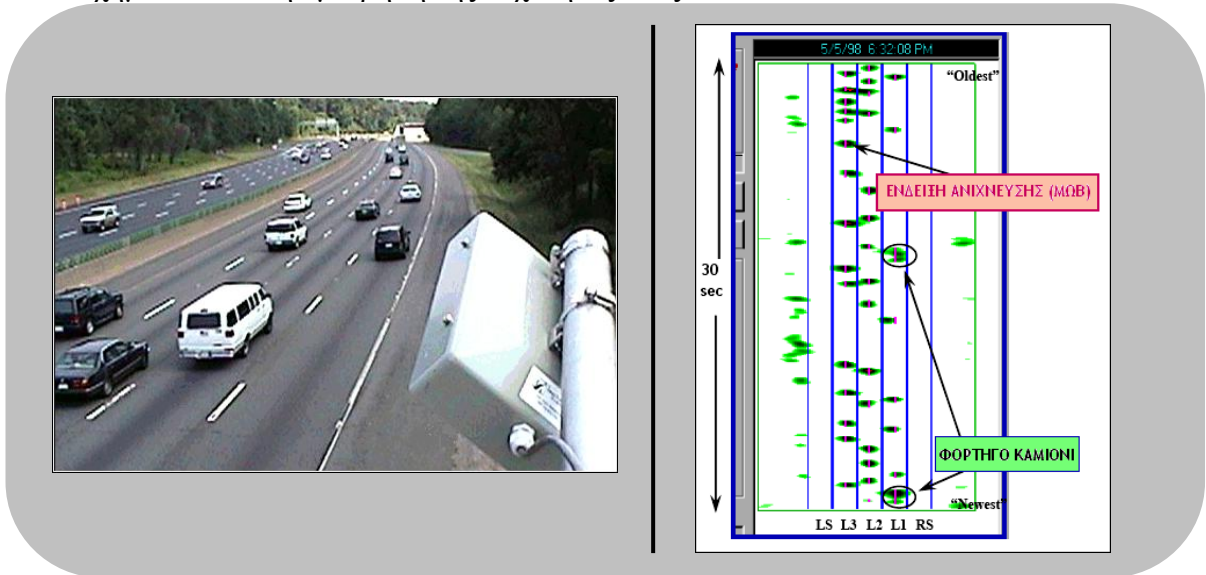 5/5/98 6:32:08 PM
“Oldest”
ΕΝΔΕΙΞΗ ΑΝΙΧΝΕΥΣΗΣ (ΜΩΒ)
30
sec
ΦΟΡΤΗΓΟ ΚΑΜΙΟΝΙ
“Newest”
LS L3 L2 L1 RS